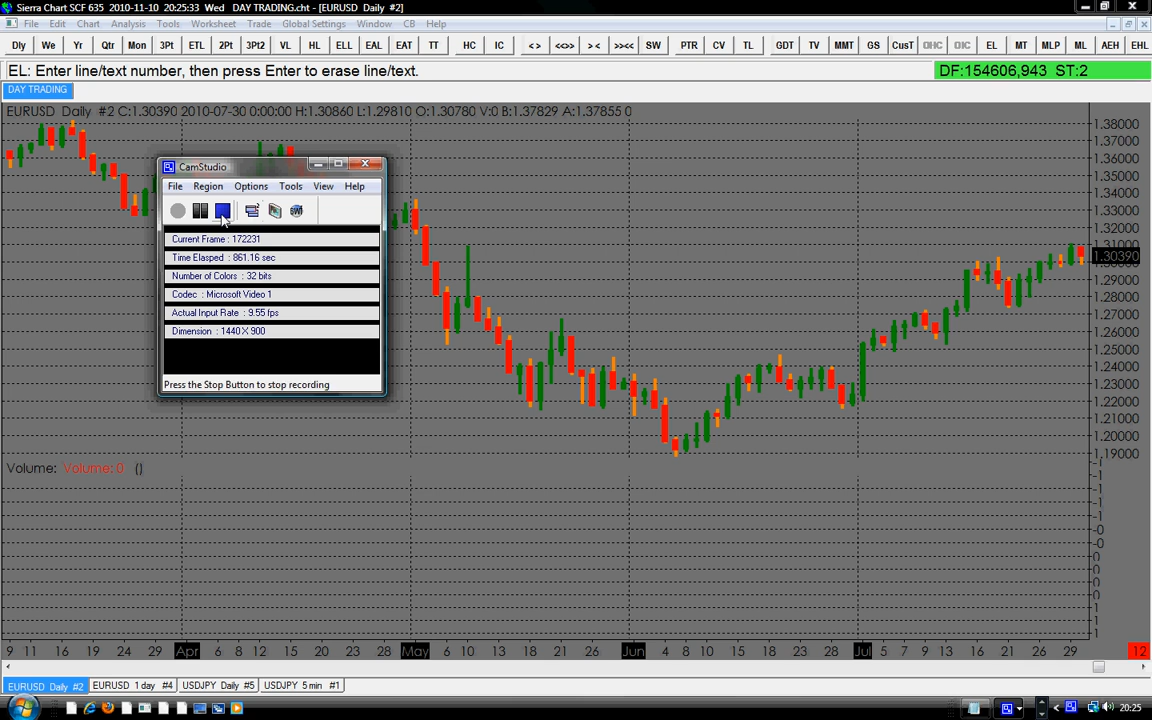 Sierra Chart SCF 635 2010-11-10 20:25:33 Wed DAY TRADING.cht - [EURUSD Daily #2]
File Edit Chart Analysis Tools Worksheet Trade Global Settings Window CB Help
Dly We Yr Qtr Mon 3Pt ETL 2Pt 3Pt2 VL HL ELL EAL EAT TT HC IC <> <<>> >< >><< SW PTR CV TL GDT TV MMT GS CusT OHC OIC EL MT MLP ML AEH EHL
EL: Enter line/text number, then press Enter to erase line/text.
DF:154606,943 ST:2
DAY TRADING
EURUSD Daily #2 C:1.30390 2010-07-30 0:00:00 H:1.30860 L:1.29810 O:1.30780 V:0 B:1.37829 A:1.37855 0
CamStudio
File Region Options Tools View Help
Current Frame : 172231
Time Elasped : 861.16 sec
Number of Colors : 32 bits
Codec : Microsoft Video 1
Actual Input Rate : 9.55 fps
Dimension : 1440 X 900
Press the Stop Button to stop recording
1.38000
1.37000
1.36000
1.35000
1.34000
1.33000
1.32000
1.31000
1.30390
1.29000
1.28000
1.27000
1.26000
1.25000
1.24000
1.23000
1.22000
1.21000
1.20000
1.19000
Volume: Volume: 0 ()
-1
-1
-1
-1
-0
-0
0
0
0
1
1
1
9 11 16 19 24 29 Apr 6 8 12 15 20 23 28 May 6 10 13 18 21 26 Jun 4 8 10 15 18 23 28 Jul 5 7 9 13 16 21 26 29 12
EURUSD Daily #2 EURUSD 1 day #4 USDJPY Daily #5 USDJPY 5 min #1
20:25